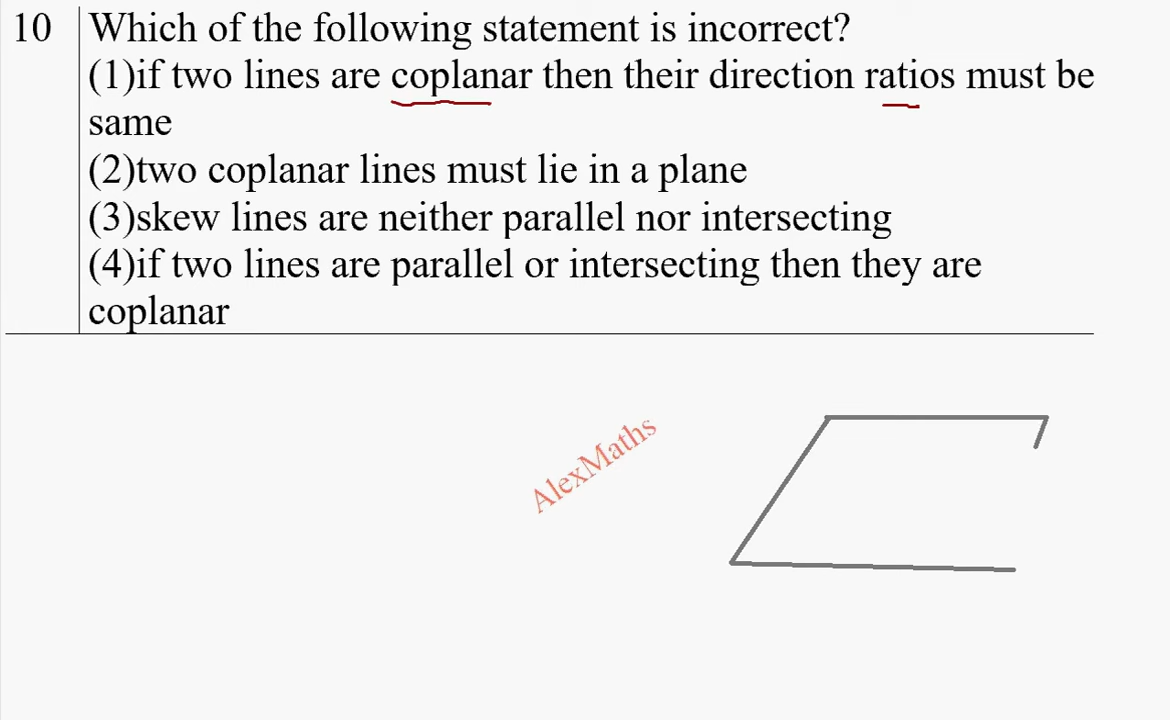 10 Which of the following statement is incorrect?
(1)if two lines are coplanar then their direction ratios must be
same
(2)two coplanar lines must lie in a plane
(3)skew lines are neither parallel nor intersecting
(4)if two lines are parallel or intersecting then they are
coplanar
AlexMaths